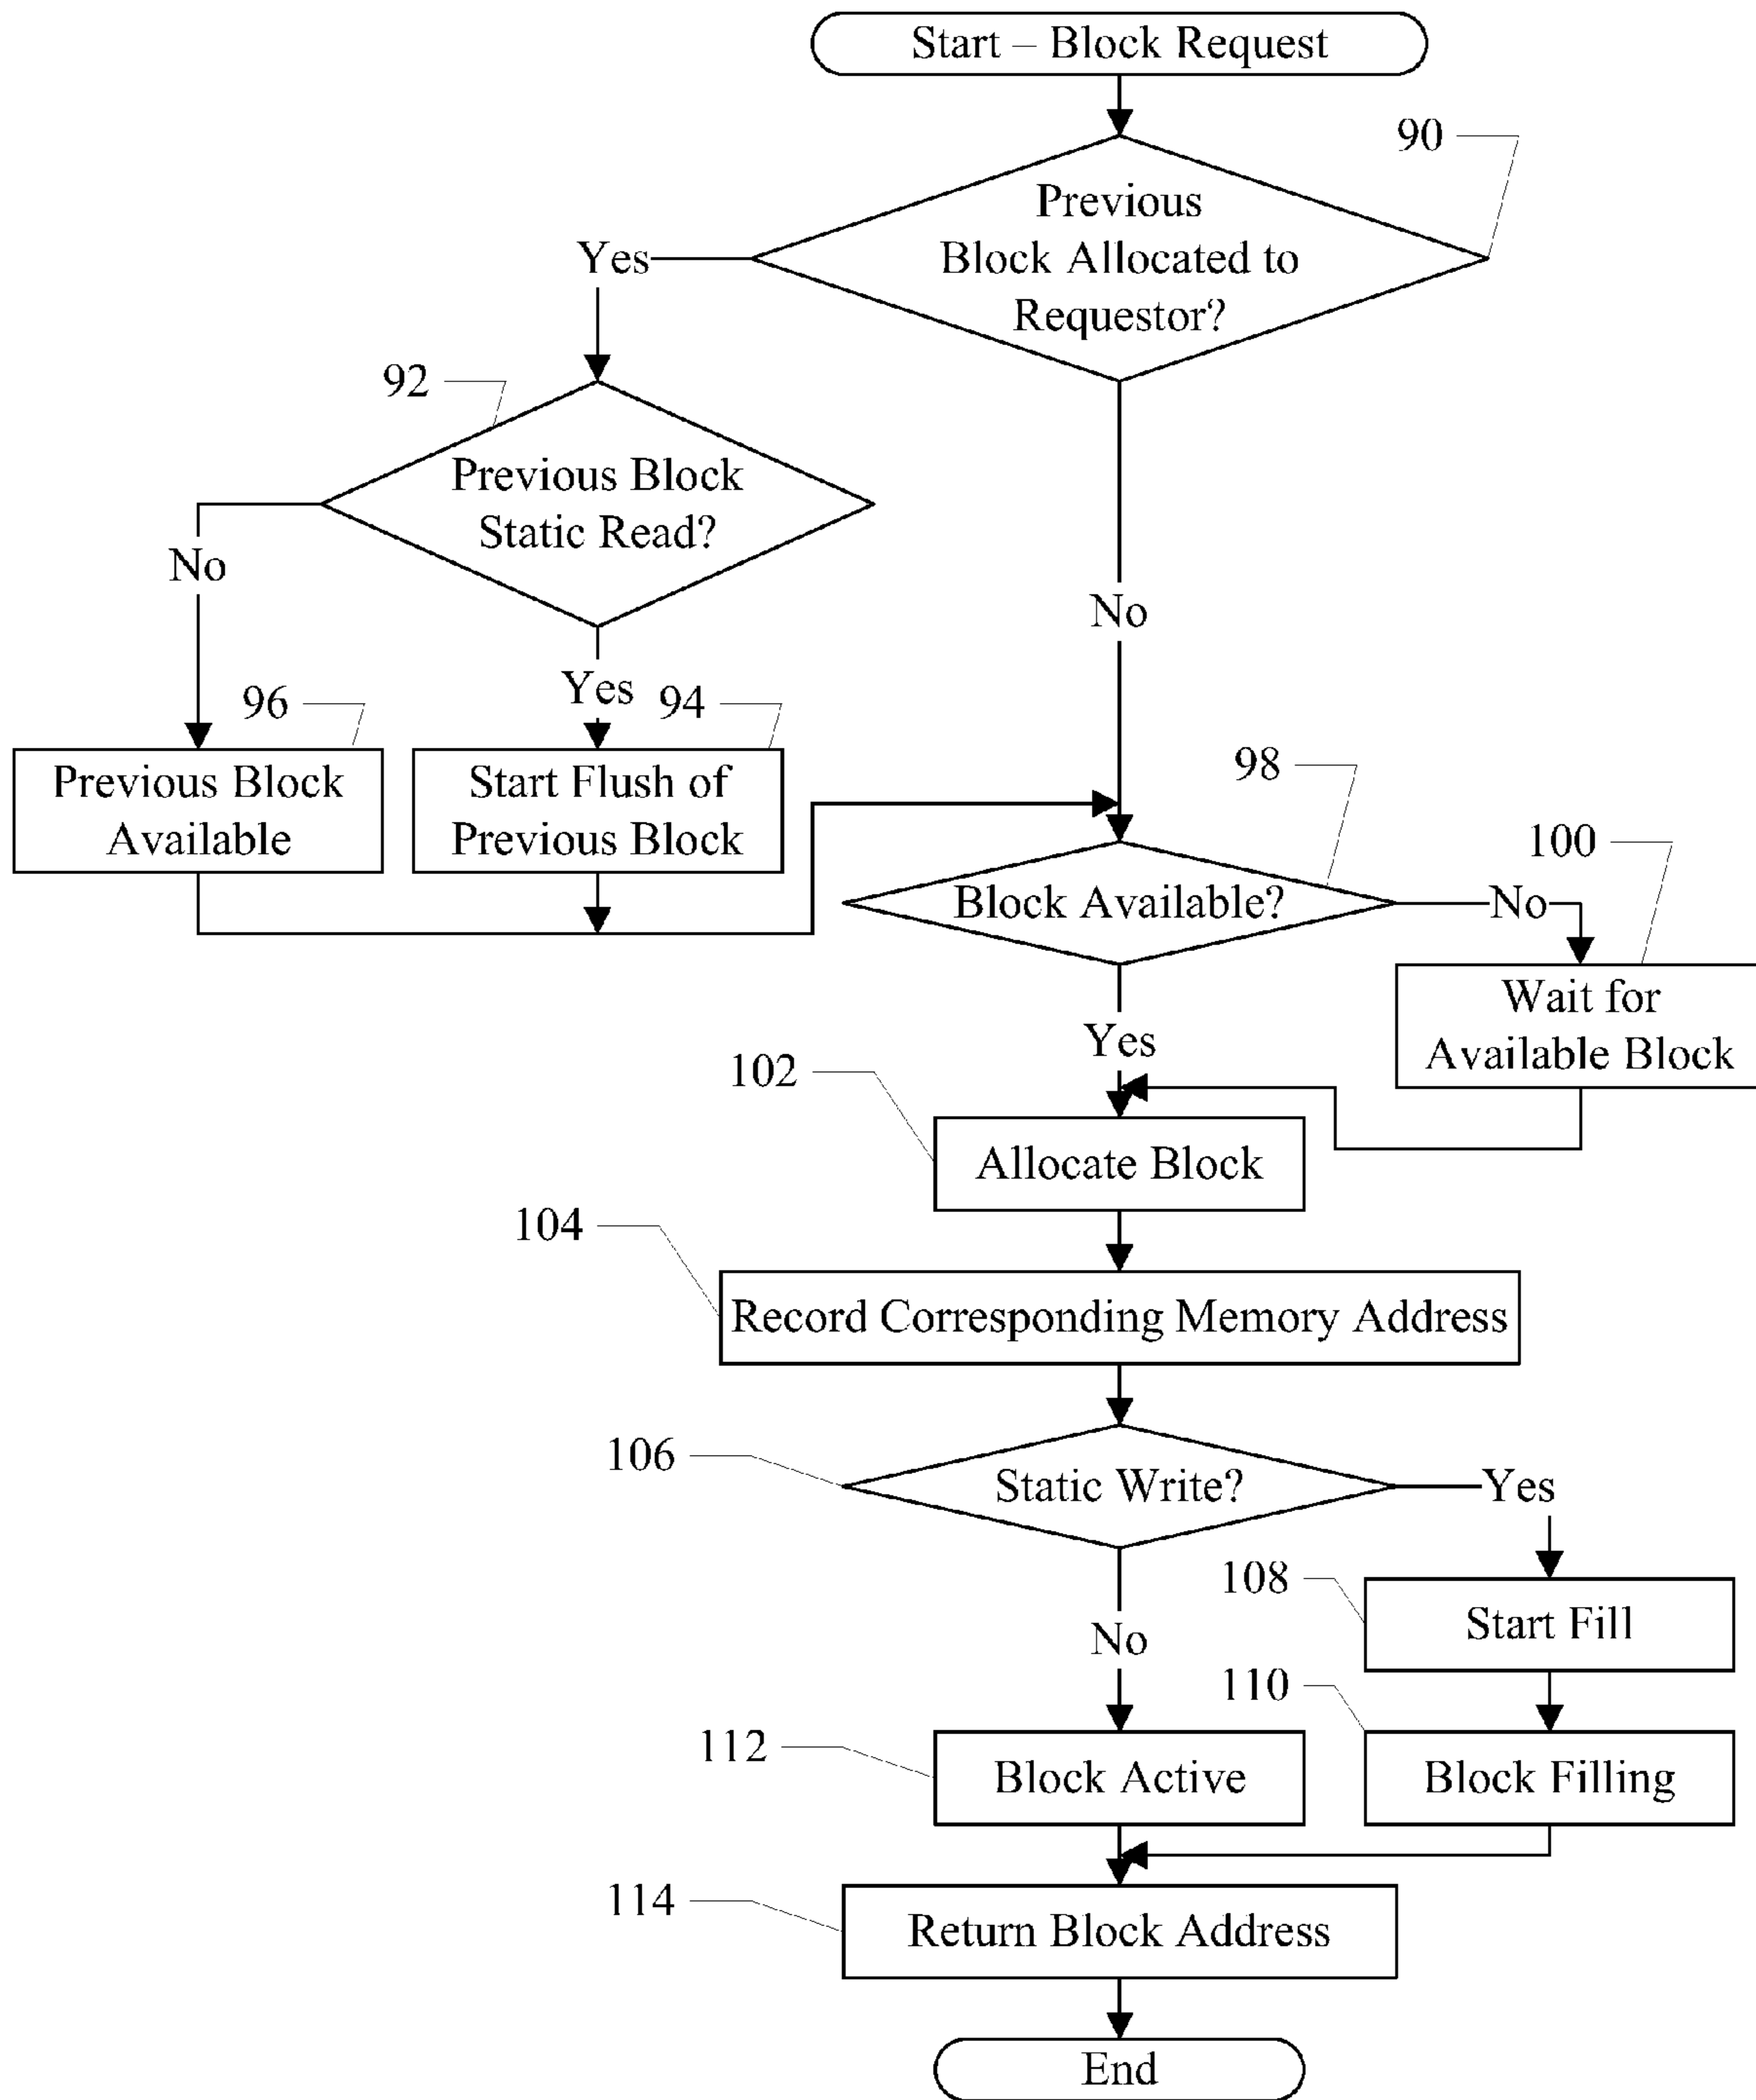 Start – Block Request
90
Previous
Block Allocated to
Requestor?
Yes
92
Previous Block
Static Read?
No
No
Yes
96
94
Previous Block
Available
Start Flush of
Previous Block
98
100
Block Available?
No
Wait for
Available Block
Yes
102
Allocate Block
104
Record Corresponding Memory Address
106
Static Write?
Yes
108
Start Fill
No
110
112
Block Active
Block Filling
114
Return Block Address
End